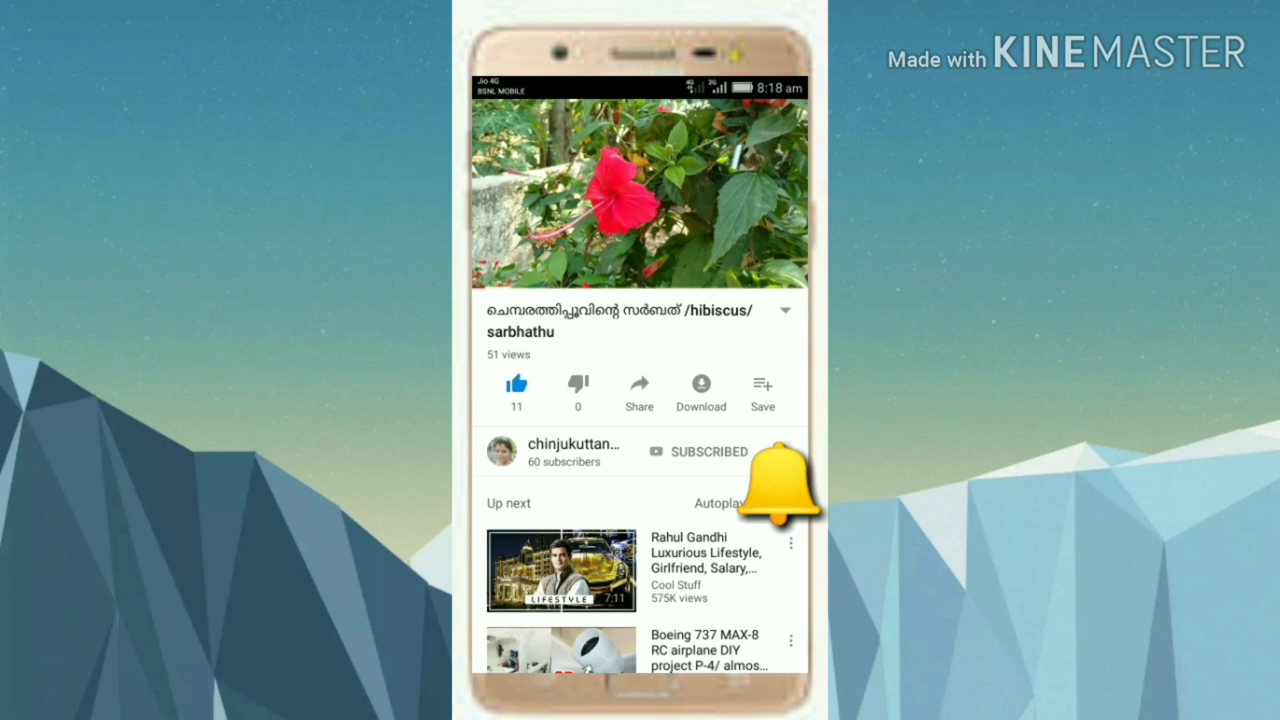 Made with KINEMASTER
Jio 4G
BSNL MOBILE
4G
2G
8:18 am
ചെമ്പരത്തിപ്പൂവിന്റെ സർബത് /hibiscus/
sarbhathu
51 views
11
0
Share
Download
Save
chinjukuttan...
60 subscribers
SUBSCRIBED
Up next
Autoplay
Rahul Gandhi
Luxurious Lifestyle,
Girlfriend, Salary,...
Cool Stuff
575K views
LIFESTYLE
7:11
Boeing 737 MAX-8
RC airplane DIY
project P-4/ almos...